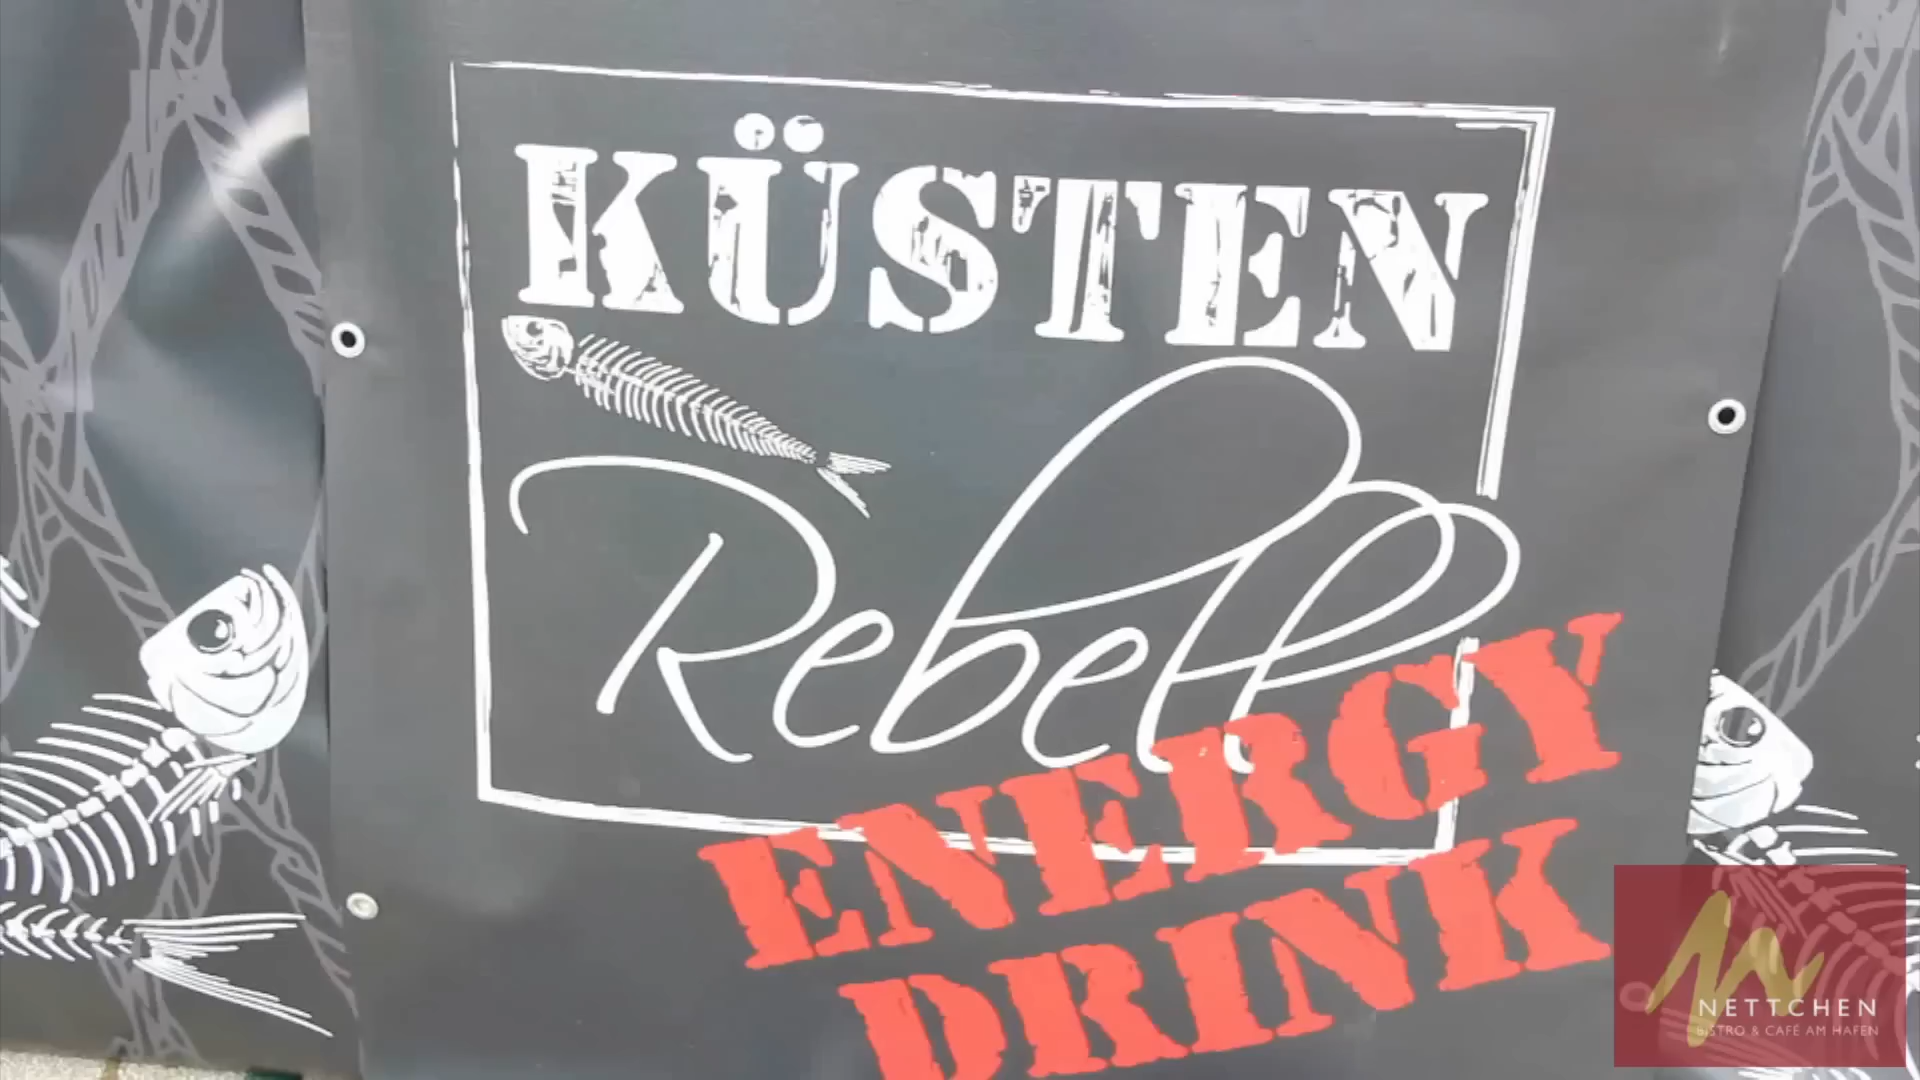 KÜSTEN
Rebell
ENERGY
DRINK
NETTCHEN
BISTRO & CAFÉ AM HAFEN